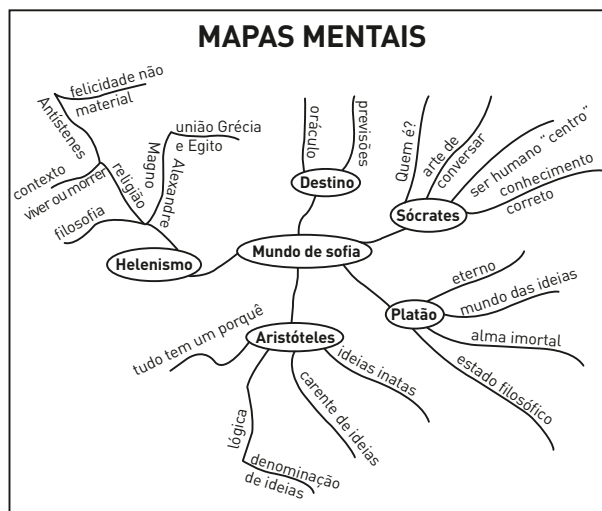 MAPAS MENTAIS
felicidade não
material
Antístenes
união Grécia
e Egito
Alexandre
Magno
religião
contexto
viver ou morrer
filosofia
Helenismo
oráculo
previsões
Destino
Quem é?
arte de
conversar
ser humano “centro”
conhecimento
correto
Sócrates
Mundo de sofia
eterno
mundo das ideias
Platão
alma imortal
estado filosófico
Aristóteles
tudo tem um porquê
ideias inatas
carente de ideias
lógica
denominação
de ideias